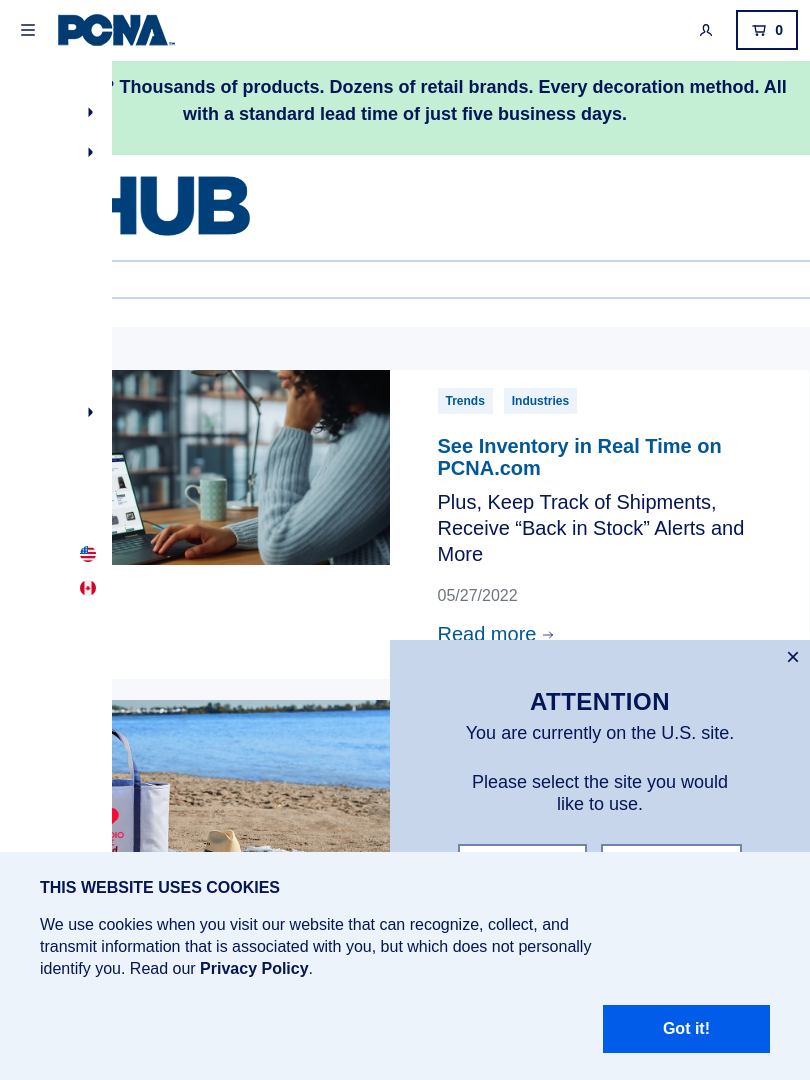 PCNA
0
Thousands of products. Dozens of retail brands. Every decoration method. All
with a standard lead time of just five business days.
HUB
Trends
Industries
See Inventory in Real Time on
PCNA.com
Plus, Keep Track of Shipments,
Receive “Back in Stock” Alerts and
More
05/27/2022
Read more
ATTENTION
You are currently on the U.S. site.
Please select the site you would
like to use.
THIS WEBSITE USES COOKIES
We use cookies when you visit our website that can recognize, collect, and
transmit information that is associated with you, but which does not personally
identify you. Read our Privacy Policy.
Got it!